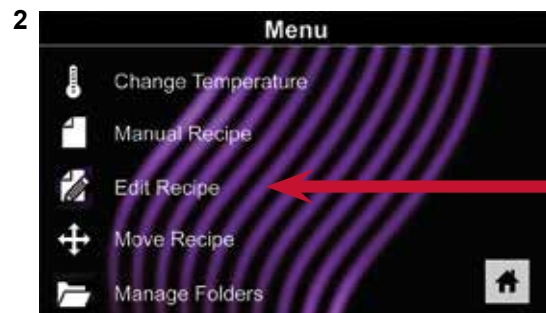 2
Menu
Change Temperature
Manual Recipe
Edit Recipe
Move Recipe
Manage Folders